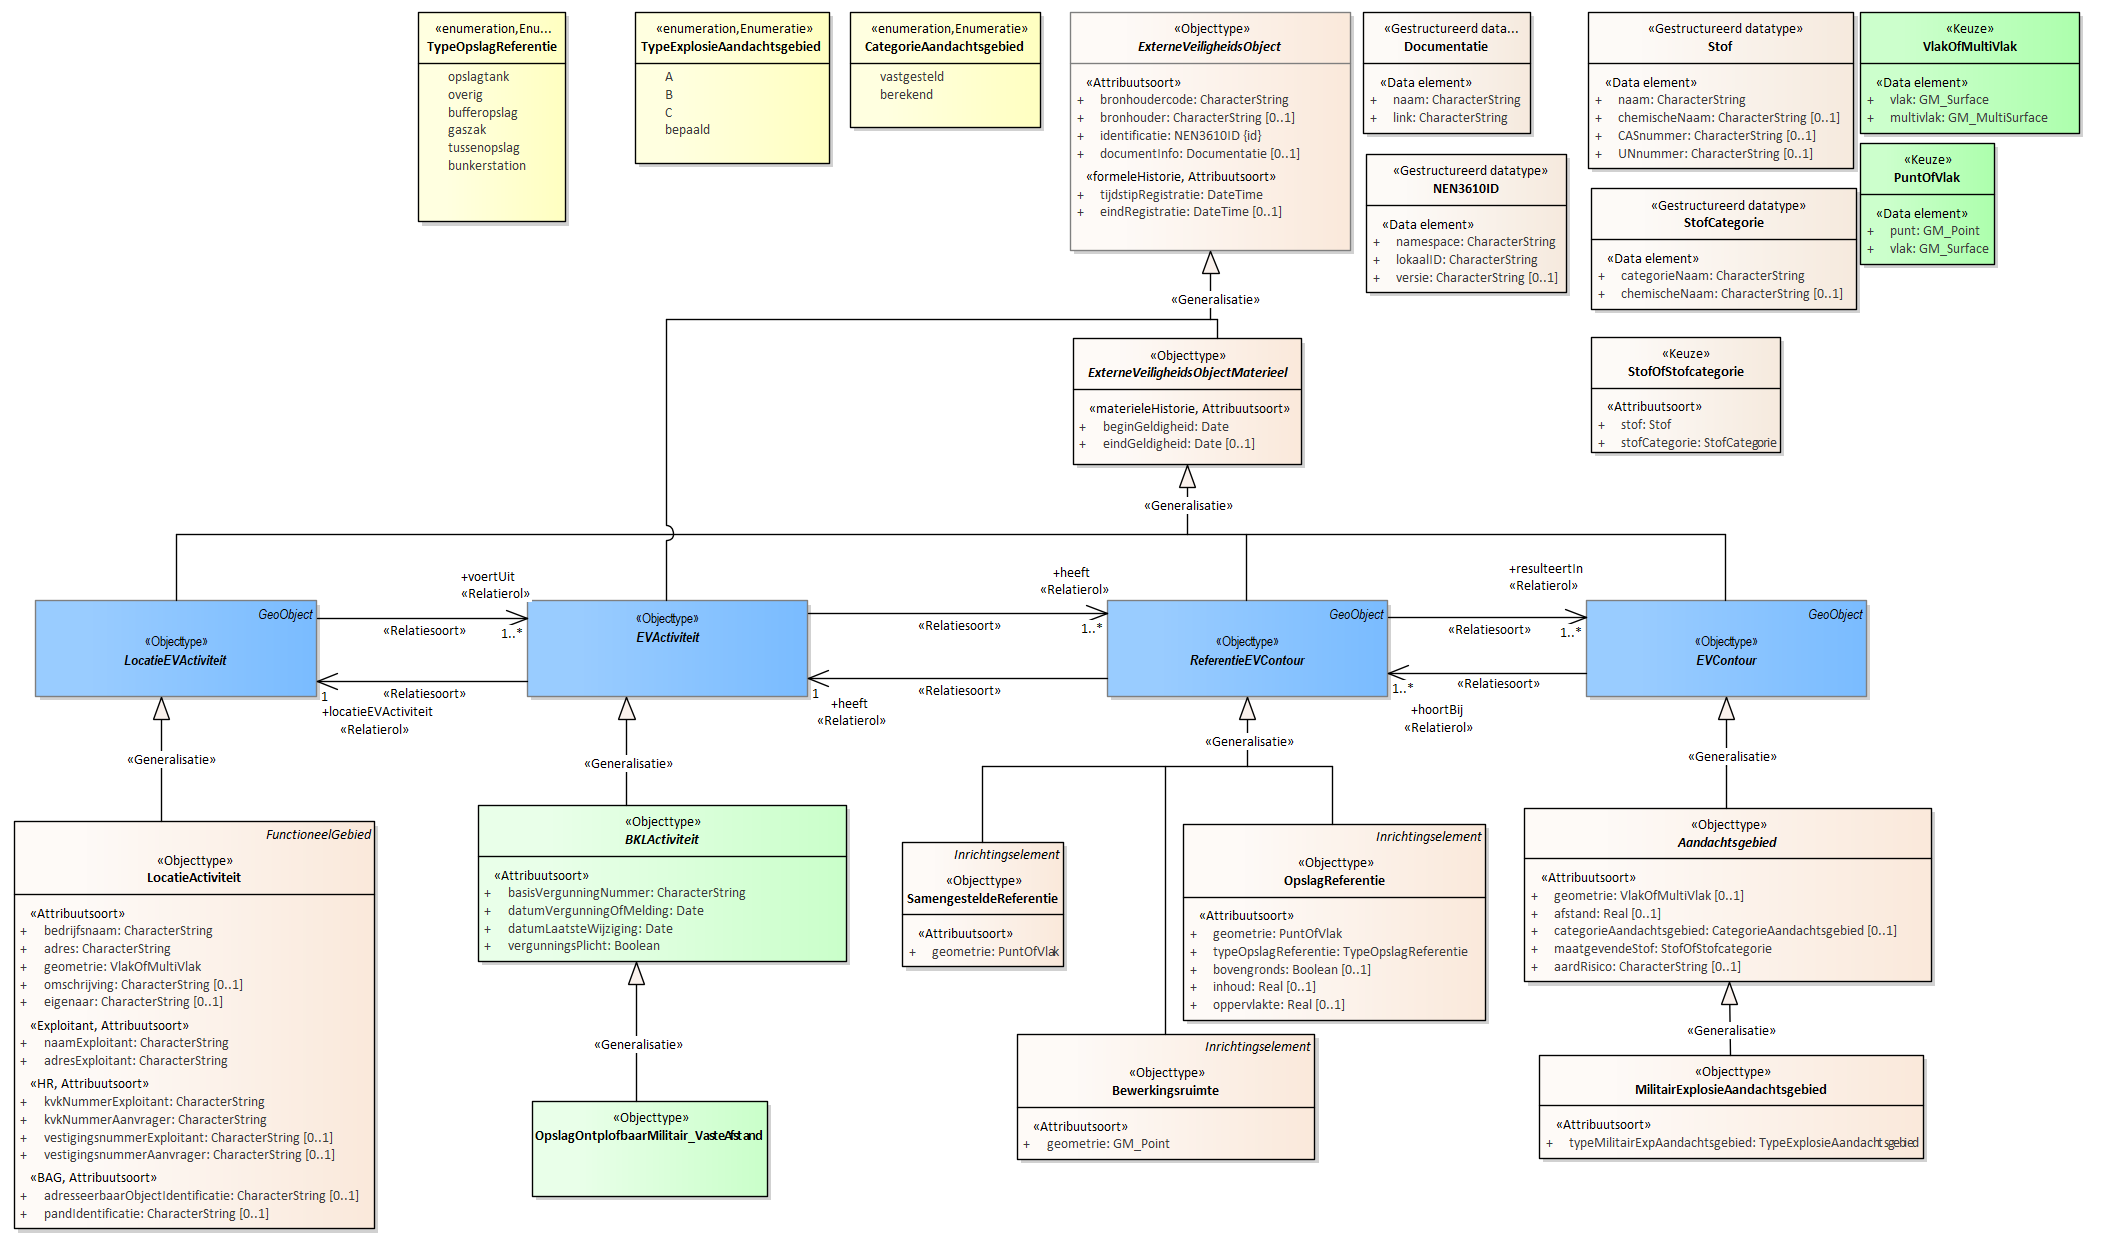 «enumeration,Enu...
TypeOpslagReferentie
opslagtank
overig
bufferopslag
gaszak
tussenopslag
bunkerstation
«enumeration,Enumeratie»
TypeExplosieAandachtsgebied
A
B
C
bepaald
«enumeration,Enumeratie»
CategorieAandachtsgebied
vastgesteld
berekend
«Objecttype»
ExterneVeiligheidsObject
«Attribuutsoort»
+ bronhoudercode: CharacterString
+ bronhouder: CharacterString [0..1]
+ identificatie: NEN3610ID {id}
+ documentInfo: Documentatie [0..1]
«formeleHistorie, Attribuutsoort»
+ tijdstipRegistratie: DateTime
+ eindRegistratie: DateTime [0..1]
«Gestructureerd data...
Documentatie
«Data element»
+ naam: CharacterString
+ link: CharacterString
«Gestructureerd datatype»
NEN3610ID
«Data element»
+ namespace: CharacterString
+ lokaalID: CharacterString
+ versie: CharacterString [0..1]
«Gestructureerd datatype»
Stof
«Data element»
+ naam: CharacterString
+ chemischeNaam: CharacterString [0..1]
+ CASnummer: CharacterString [0..1]
+ UNnummer: CharacterString [0..1]
«Keuze»
VlakOfMultiVlak
«Data element»
+ vlak: GM_Surface
+ multivlak: GM_MultiSurface
«Keuze»
PuntOfVlak
«Data element»
+ punt: GM_Point
+ vlak: GM_Surface
«Gestructureerd datatype»
StofCategorie
«Data element»
+ categorieNaam: CharacterString
+ chemischeNaam: CharacterString [0..1]
«Keuze»
StofOfStofcategorie
«Attribuutsoort»
+ stof: Stof
+ stofCategorie: StofCategorie
«Generalisatie»
«Objecttype»
ExterneVeiligheidsObjectMaterieel
«materieleHistorie, Attribuutsoort»
+ beginGeldigheid: Date
+ eindGeldigheid: Date [0..1]
«Generalisatie»
GeoObject
«Objecttype»
LocatieEVActiviteit
+voertUit
«Relatierol»
«Relatiesoort»
1..*
«Relatiesoort»
1
+locatieEVActiviteit
«Relatierol»
«Objecttype»
EVActiviteit
+heeft
«Relatierol»
«Relatiesoort»
1..*
«Relatiesoort»
1
+heeft
«Relatierol»
GeoObject
«Objecttype»
ReferentieEVContour
+resulteertIn
«Relatierol»
«Relatiesoort»
1..*
«Relatiesoort»
1..*
+hoortBij
«Relatierol»
GeoObject
«Objecttype»
EVContour
«Generalisatie»
«Generalisatie»
«Generalisatie»
«Generalisatie»
FunctioneelGebied
«Objecttype»
LocatieActiviteit
«Attribuutsoort»
+ bedrijfsnaam: CharacterString
+ adres: CharacterString
+ geometrie: VlakOfMultiVlak
+ omschrijving: CharacterString [0..1]
+ eigenaar: CharacterString [0..1]
«Exploitant, Attribuutsoort»
+ naamExploitant: CharacterString
+ adresExploitant: CharacterString
«HR, Attribuutsoort»
+ kvkNummerExploitant: CharacterString
+ kvkNummerAanvrager: CharacterString
+ vestigingsnummerExploitant: CharacterString [0..1]
+ vestigingsnummerAanvrager: CharacterString [0..1]
«BAG, Attribuutsoort»
+ adresseerbaarObjectIdentificatie: CharacterString [0..1]
+ pandIdentificatie: CharacterString [0..1]
«Objecttype»
BKLActiviteit
«Attribuutsoort»
+ basisVergunningNummer: CharacterString
+ datumVergunningOfMelding: Date
+ datumLaatsteWijziging: Date
+ vergunningsPlicht: Boolean
«Generalisatie»
«Objecttype»
OpslagOntplofbaarMilitair_VasteAfstand
Inrichtingselement
«Objecttype»
SamengesteldeReferentie
«Attribuutsoort»
+ geometrie: PuntOfVlak
Inrichtingselement
«Objecttype»
OpslagReferentie
«Attribuutsoort»
+ geometrie: PuntOfVlak
+ typeOpslagReferentie: TypeOpslagReferentie
+ bovengronds: Boolean [0..1]
+ inhoud: Real [0..1]
+ oppervlakte: Real [0..1]
Inrichtingselement
«Objecttype»
Bewerkingsruimte
«Attribuutsoort»
+ geometrie: GM_Point
«Objecttype»
Aandachtsgebied
«Attribuutsoort»
+ geometrie: VlakOfMultiVlak [0..1]
+ afstand: Real [0..1]
+ categorieAandachtsgebied: CategorieAandachtsgebied [0..1]
+ maatgevendeStof: StofOfStofcategorie
+ aardRisico: CharacterString [0..1]
«Generalisatie»
«Objecttype»
MilitairExplosieAandachtsgebied
«Attribuutsoort»
+ typeMilitairExpAandachtsgebied: TypeExplosieAandachtsgebied